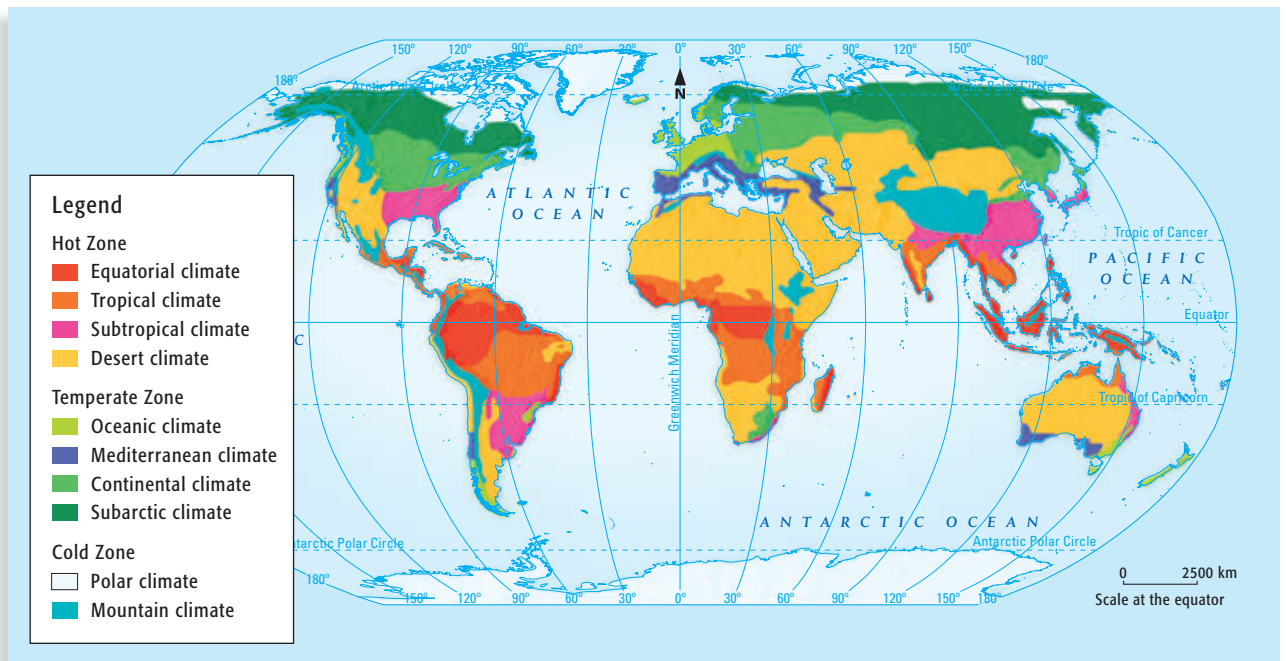 150° 120° 90° 60° 30° 0° 30° 60° 90° 120° 150°
180° 180°
Arctic Polar Circle Arctic Polar Circle
N
ATLANTIC
OCEAN
Tropic of Cancer
PACIFIC
OCEAN
Equator
C
Greenwich Meridian
Tropic of Capricorn
ANTARCTIC OCEAN
ntarctic Polar Circle Antarctic Polar Circle
180° 150° 120° 90° 60° 30° 0° 30° 60° 90° 120° 150° 180°
0 2500 km
Scale at the equator
Legend
Hot Zone
Equatorial climate
Tropical climate
Subtropical climate
Desert climate
Temperate Zone
Oceanic climate
Mediterranean climate
Continental climate
Subarctic climate
Cold Zone
Polar climate
Mountain climate